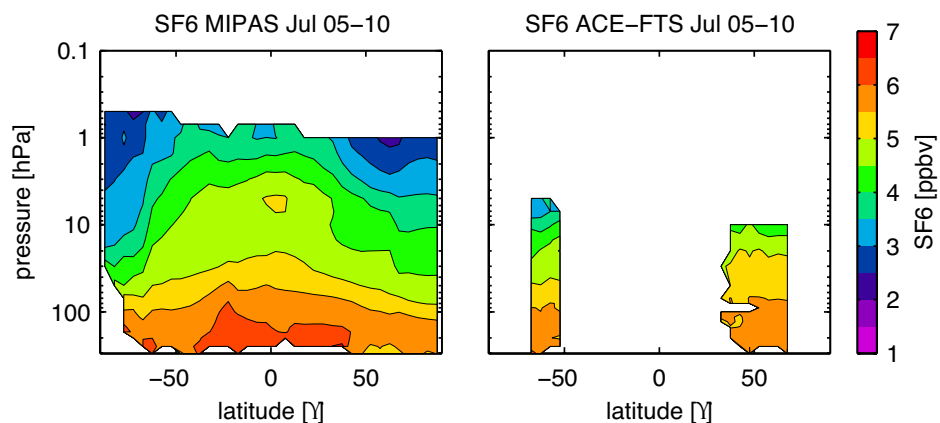 SF6 MIPAS Jul 05−10
SF6 ACE−FTS Jul 05−10
0.1
1
10
100
pressure [hPa]
−50
0
50
latitude [ϒ]
−50
0
50
latitude [ϒ]
7
6
5
4
3
2
1
SF6 [ppbv]